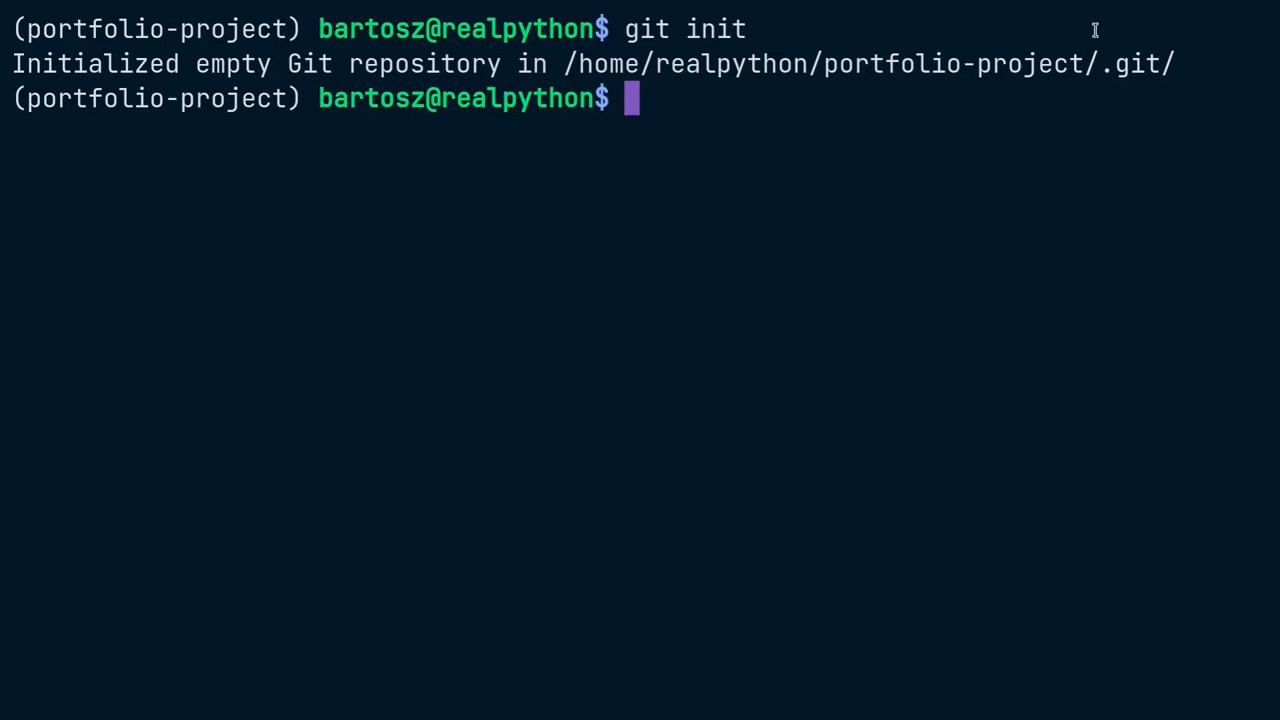 (portfolio-project) bartosz@realpython$ git init
Initialized empty Git repository in /home/realpython/portfolio-project/.git/
(portfolio-project) bartosz@realpython$